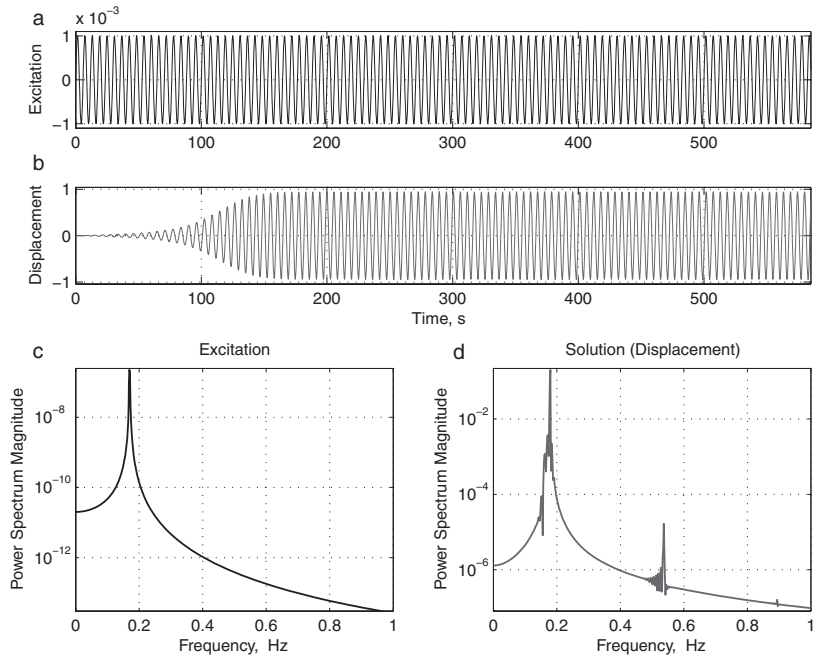 a
x 10⁻³
Excitation
1
0
−1
0 100 200 300 400 500
b
Displacement
1
0
−1
0 100 200 300 400 500
Time, s
c
Excitation
Power Spectrum Magnitude
10⁻⁸
10⁻¹⁰
10⁻¹²
0 0.2 0.4 0.6 0.8 1
Frequency, Hz
d
Solution (Displacement)
Power Spectrum Magnitude
10⁻²
10⁻⁴
10⁻⁶
0 0.2 0.4 0.6 0.8 1
Frequency, Hz